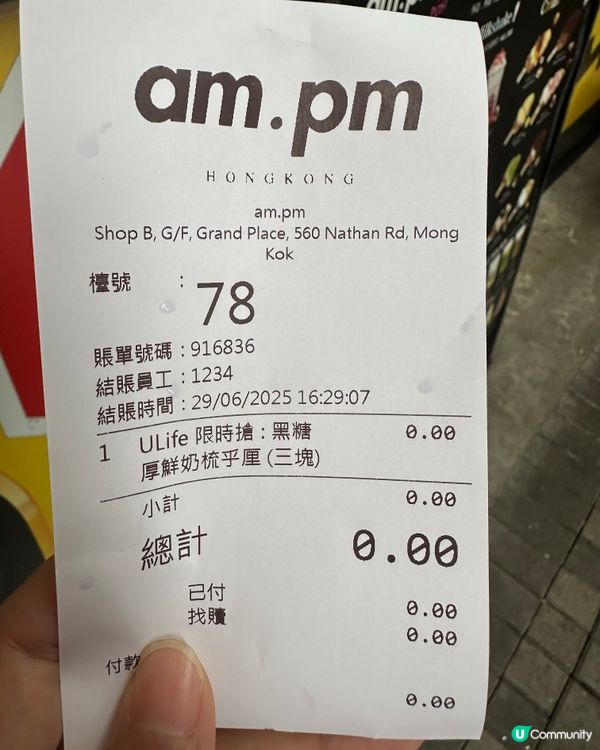 am.pm
HONGKONG
am.pm
Shop B, G/F, Grand Place, 560 Nathan Rd, Mong
Kok
檯號 : 78
賬單號碼 : 916836
結賬員工 : 1234
結賬時間 : 29/06/2025 16:29:07
1 ULife 限時搶 : 黑糖 0.00
厚鮮奶梳乎厘 (三塊)
小計 0.00
總計 0.00
已付 0.00
找贖 0.00
付款
0.00
U Community